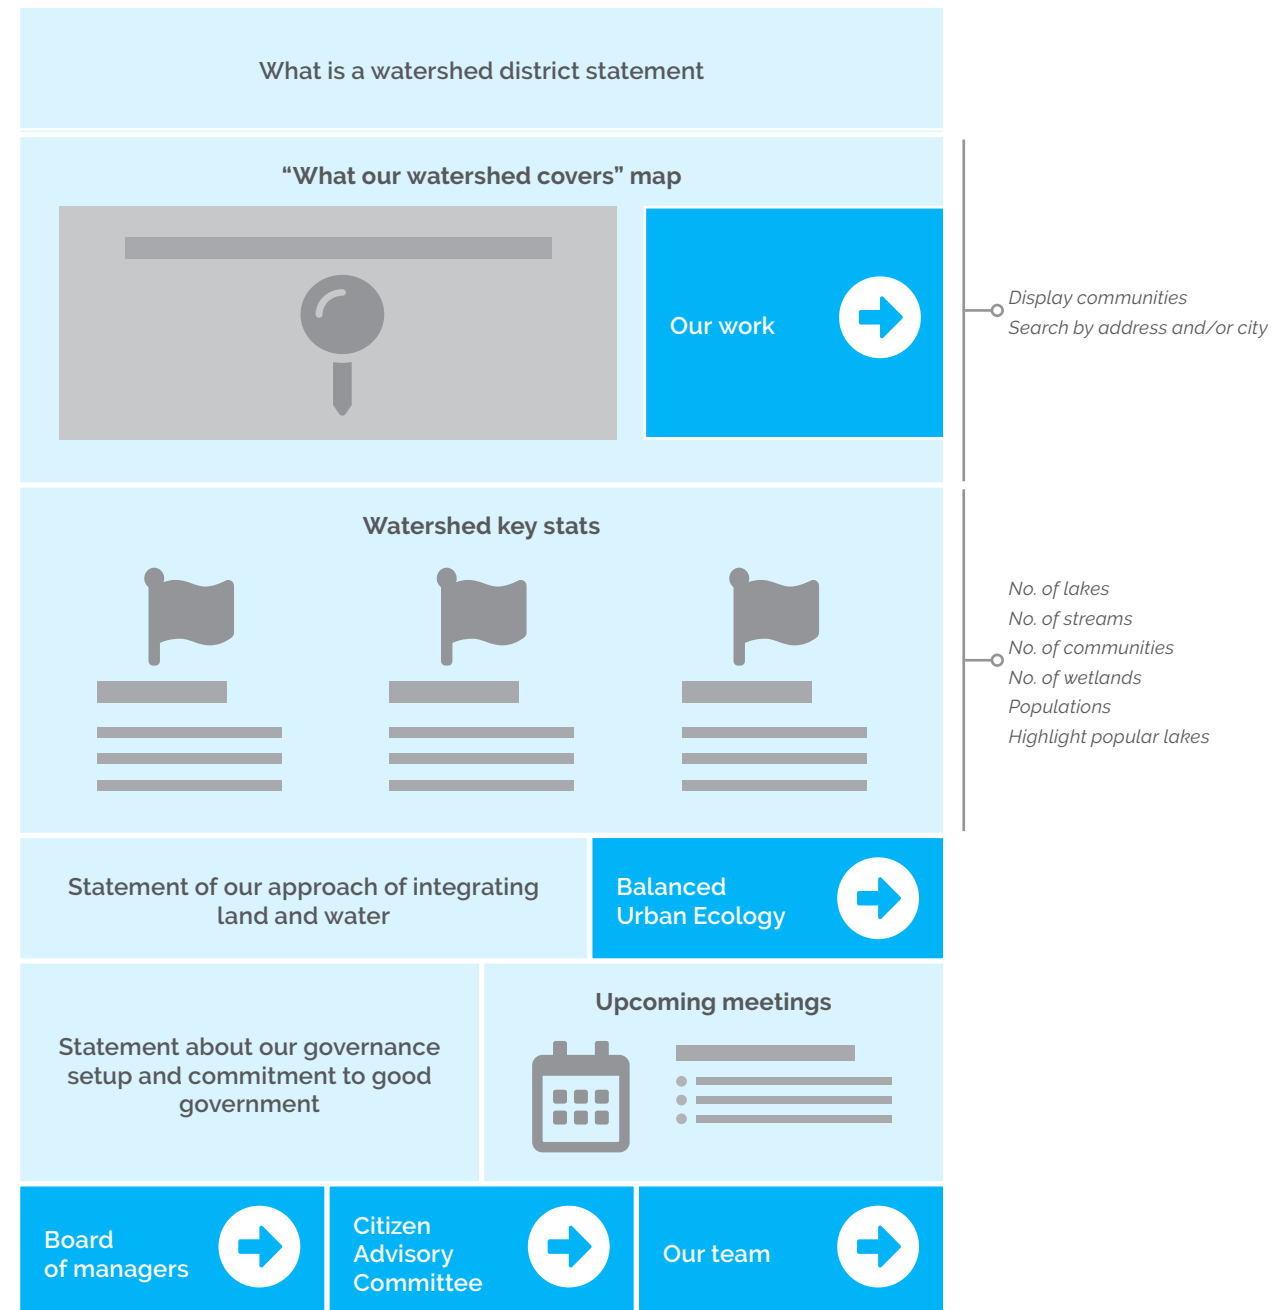 What is a watershed district statement
“What our watershed covers” map
Our work
Display communities
Search by address and/or city
Watershed key stats
No. of lakes
No. of streams
No. of communities
No. of wetlands
Populations
Highlight popular lakes
Statement of our approach of integrating
land and water
Balanced
Urban Ecology
Statement about our governance
setup and commitment to good
government
Upcoming meetings
Board
of managers
Citizen
Advisory
Committee
Our team